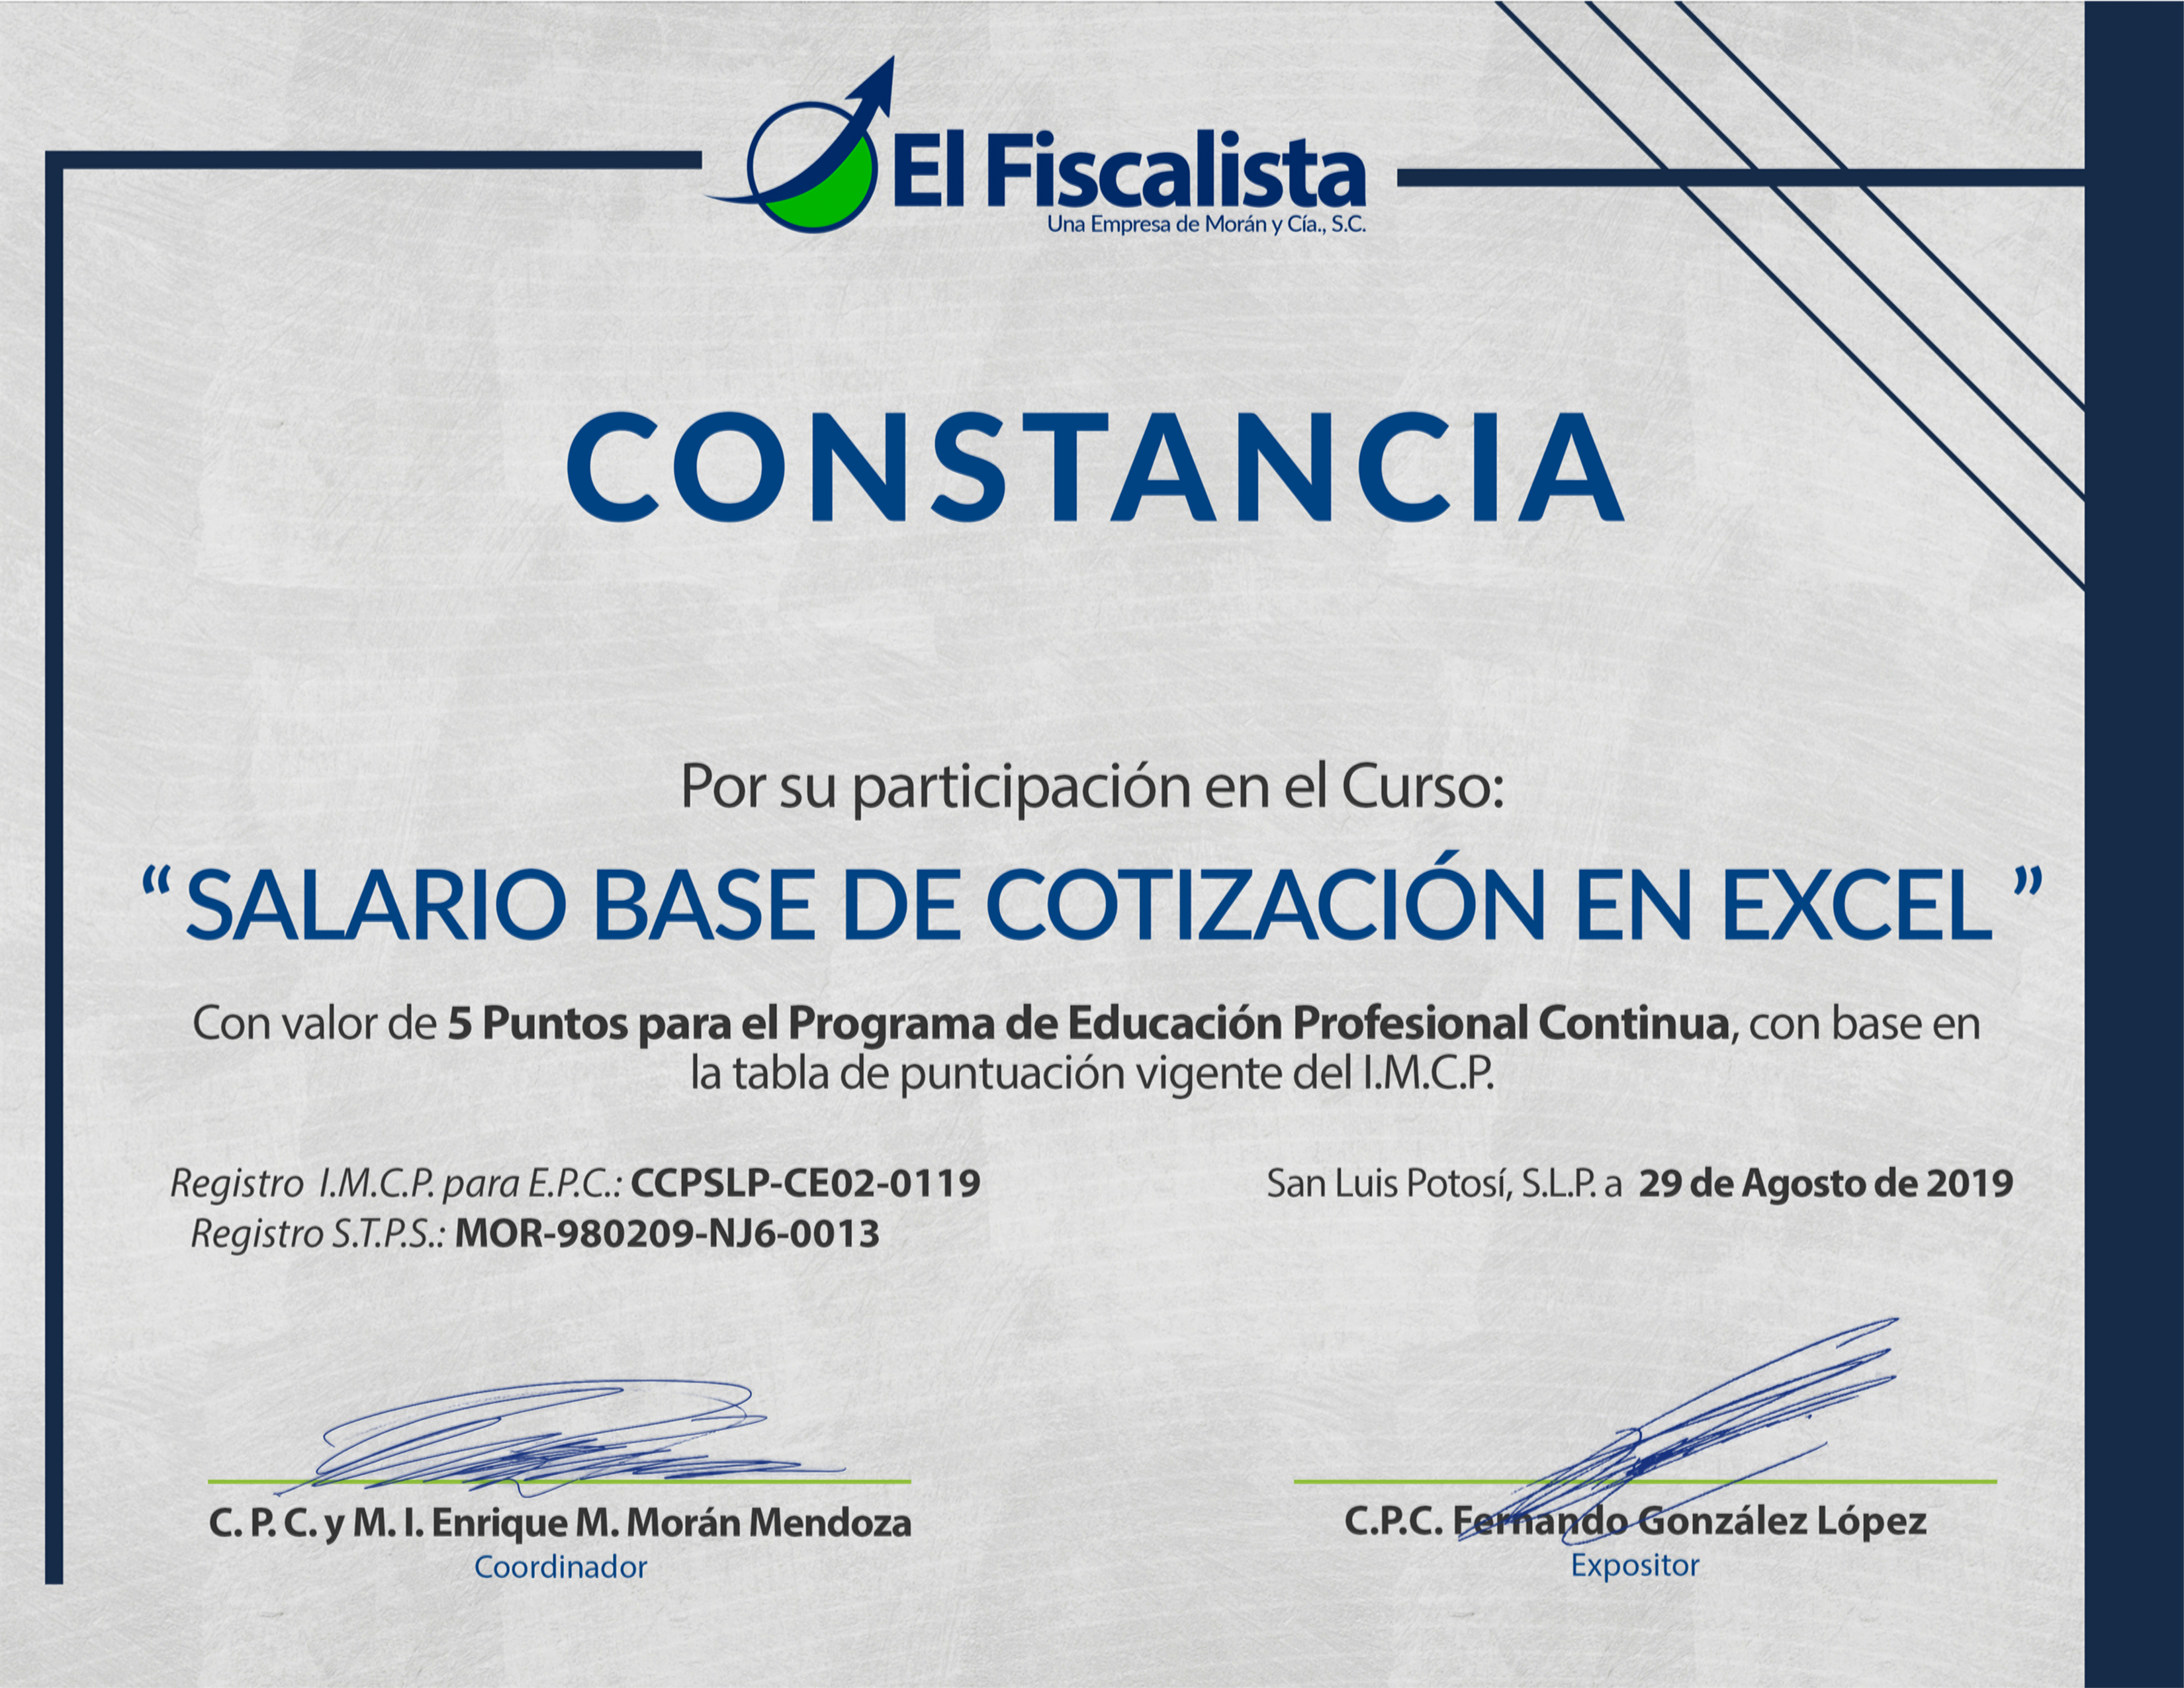 El Fiscalista
Una Empresa de Morán y Cía., S.C.
CONSTANCIA
Por su participación en el Curso:
“ SALARIO BASE DE COTIZACIÓN EN EXCEL ”
Con valor de 5 Puntos para el Programa de Educación Profesional Continua, con base en
la tabla de puntuación vigente del I.M.C.P.
Registro I.M.C.P. para E.P.C.: CCPSLP-CE02-0119
Registro S.T.P.S.: MOR-980209-NJ6-0013
San Luis Potosí, S.L.P. a 29 de Agosto de 2019
C. P. C. y M. I. Enrique M. Morán Mendoza
Coordinador
C.P.C. Fernando González López
Expositor